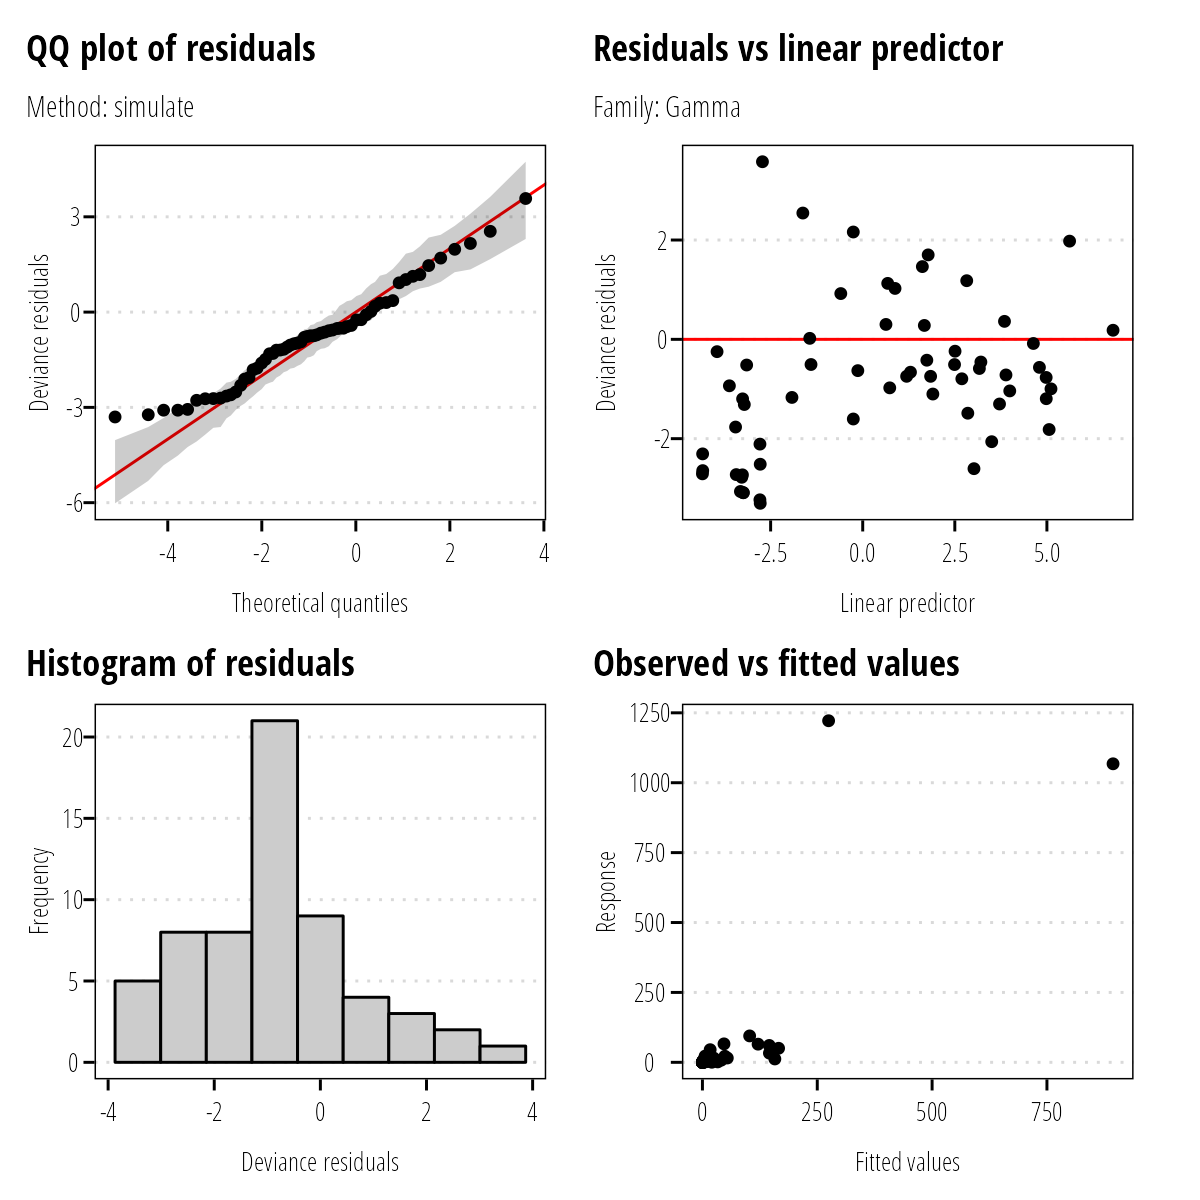 QQ plot of residuals
Method: simulate
Deviance residuals
3
0
-3
-6
-4
-2
0
2
4
Theoretical quantiles
Residuals vs linear predictor
Family: Gamma
Deviance residuals
2
0
-2
-2.5
0.0
2.5
5.0
Linear predictor
Histogram of residuals
Frequency
20
15
10
5
0
-4
-2
0
2
4
Deviance residuals
Observed vs fitted values
Response
1250
1000
750
500
250
0
0
250
500
750
Fitted values